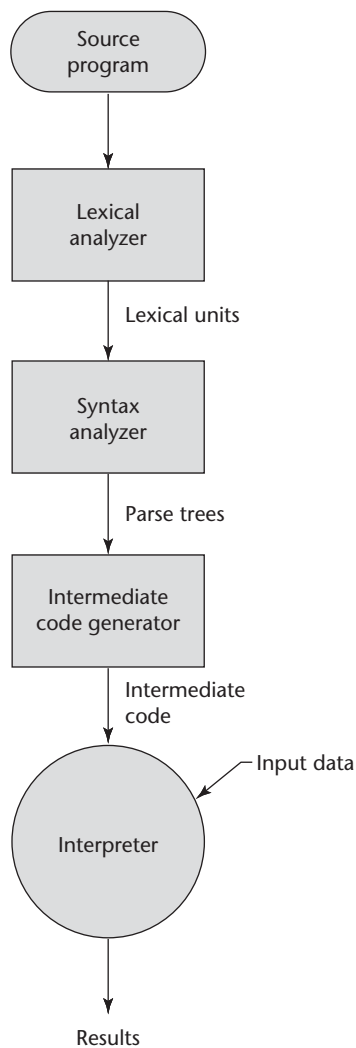 Source
program
Lexical
analyzer
Lexical units
Syntax
analyzer
Parse trees
Intermediate
code generator
Intermediate
code
Input data
Interpreter
Results